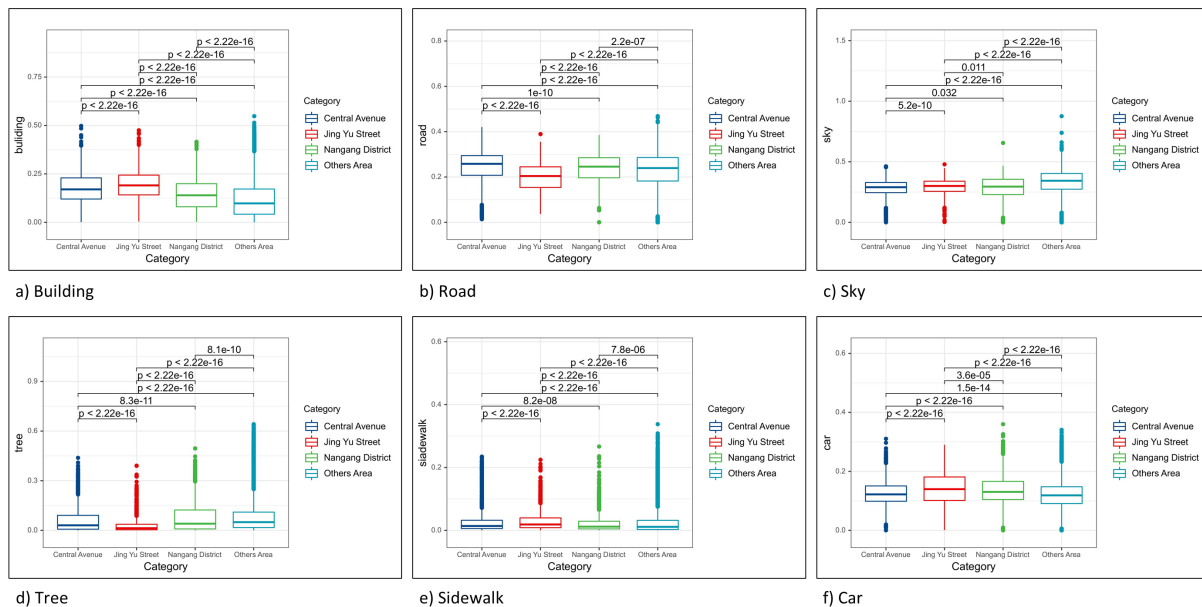 p < 2.22e-16
p < 2.22e-16
p < 2.22e-16
p < 2.22e-16
p < 2.22e-16
p < 2.22e-16
0.75
0.50
0.25
0.00
buliding
Central Avenue Jing Yu Street Nangang District Others Area
Category
Category
Central Avenue
Jing Yu Street
Nangang District
Others Area
a) Building
2.2e-07
p < 2.22e-16
p < 2.22e-16
p < 2.22e-16
1e-10
p < 2.22e-16
0.8
0.6
0.4
0.2
0.0
road
Central Avenue Jing Yu Street Nangang District Others Area
Category
Category
Central Avenue
Jing Yu Street
Nangang District
Others Area
b) Road
p < 2.22e-16
p < 2.22e-16
0.011
p < 2.22e-16
0.032
5.2e-10
1.5
1.0
0.5
0.0
sky
Central Avenue Jing Yu Street Nangang District Others Area
Category
Category
Central Avenue
Jing Yu Street
Nangang District
Others Area
c) Sky
8.1e-10
p < 2.22e-16
p < 2.22e-16
p < 2.22e-16
8.3e-11
p < 2.22e-16
0.9
0.6
0.3
0.0
tree
Central Avenue Jing Yu Street Nangang District Others Area
Category
Category
Central Avenue
Jing Yu Street
Nangang District
Others Area
d) Tree
7.8e-06
p < 2.22e-16
p < 2.22e-16
p < 2.22e-16
8.2e-08
p < 2.22e-16
0.6
0.4
0.2
0.0
siadewalk
Central Avenue Jing Yu Street Nangang District Others Area
Category
Category
Central Avenue
Jing Yu Street
Nangang District
Others Area
e) Sidewalk
p < 2.22e-16
p < 2.22e-16
3.6e-05
1.5e-14
p < 2.22e-16
p < 2.22e-16
0.6
0.4
0.2
0.0
car
Central Avenue Jing Yu Street Nangang District Others Area
Category
Category
Central Avenue
Jing Yu Street
Nangang District
Others Area
f) Car